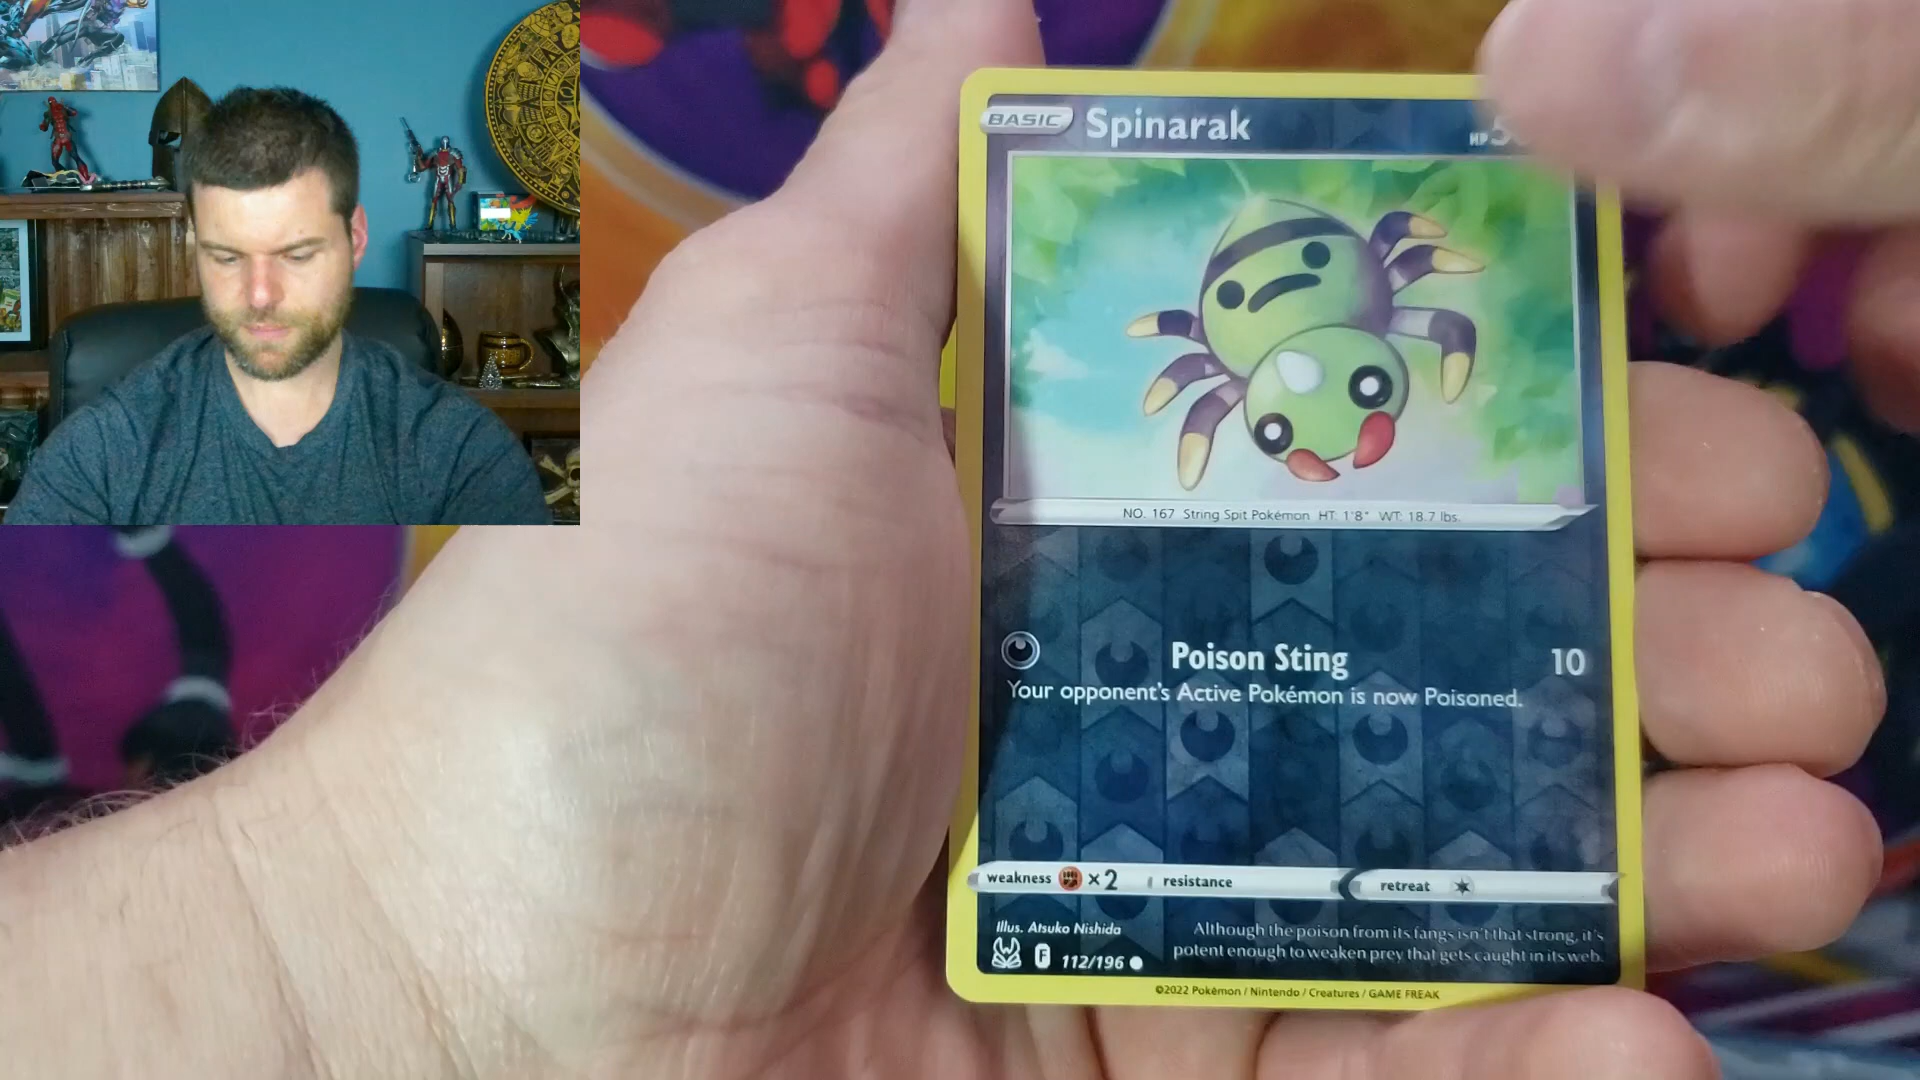 BASIC Spinarak HP
NO. 167 String Spit Pokémon HT: 1'8" WT: 18.7 lbs.
Poison Sting 10
Your opponent's Active Pokémon is now Poisoned.
weakness ×2 resistance retreat
Illus. Atsuko Nishida
Although the poison from its fangs isn't that strong, it's
potent enough to weaken prey that gets caught in its web.
F 112/196
©2022 Pokémon / Nintendo / Creatures / GAME FREAK